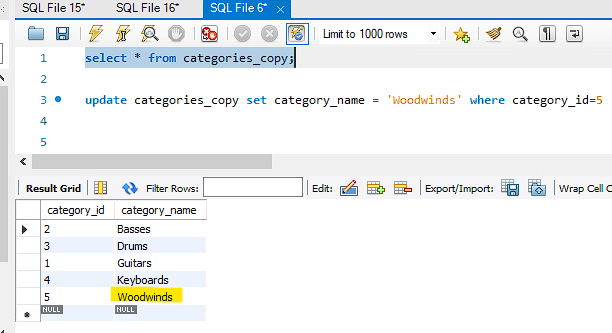 SQL File 15* SQL File 16* SQL File 6*
Limit to 1000 rows
1 select * from categories_copy;
2
3 update categories_copy set category_name = 'Woodwinds' where category_id=5
4
5
Result Grid Filter Rows: Edit: Export/Import: Wrap Cell C
category_id category_name
2 Basses
3 Drums
1 Guitars
4 Keyboards
5 Woodwinds
NULL NULL